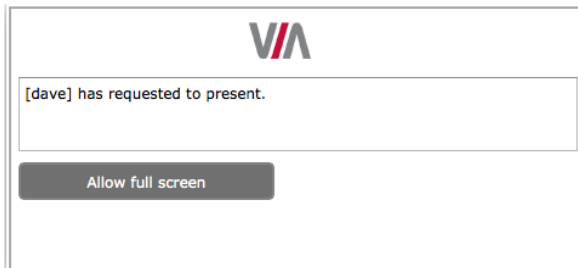 VIA
[dave] has requested to present.
Allow full screen